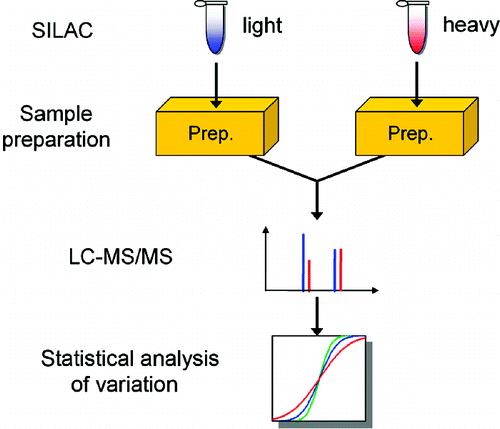 SILAC
light
heavy
Sample
preparation
Prep.
Prep.
LC-MS/MS
Statistical analysis
of variation